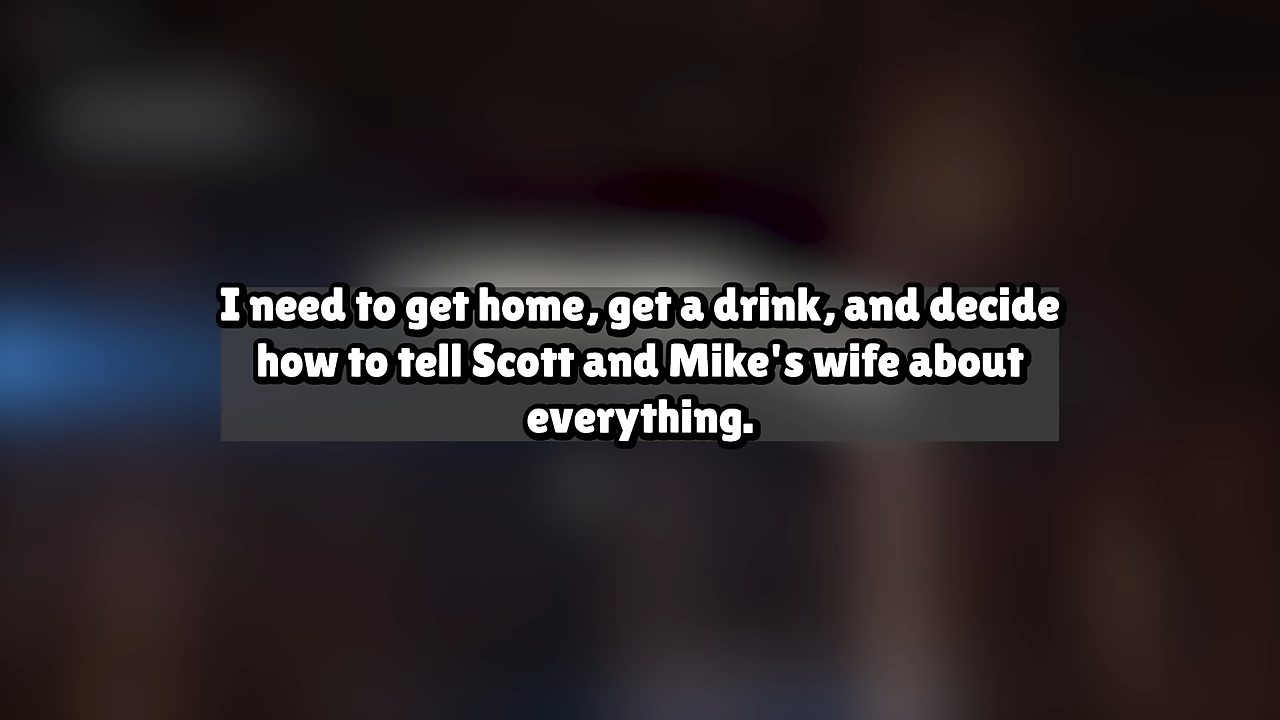 I need to get home, get a drink, and decide
how to tell Scott and Mike's wife about
everything.